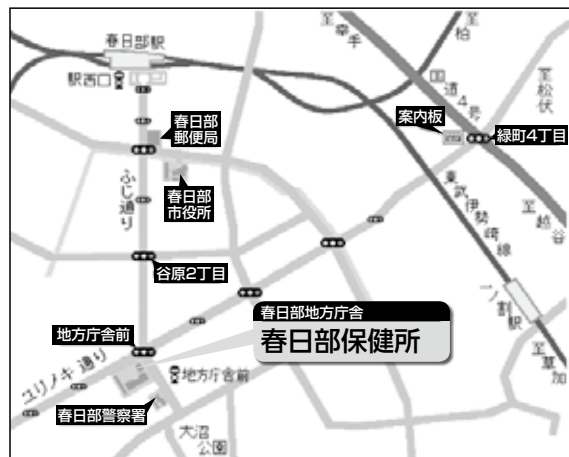 春日部駅
駅西口
至幸手
至柏
国道4号
至松伏
案内板
緑町4丁目
春日部
郵便局
春日部
市役所
ふじ通り
東武伊勢崎線
至越谷
谷原2丁目
一ノ割駅
至草加
春日部地方庁舎
春日部保健所
地方庁舎前
ユリノキ通り
地方庁舎前
春日部警察署
大沼
公園